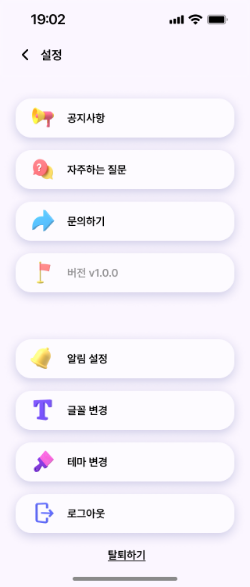 19:02
설정
공지사항
자주하는 질문
문의하기
버전 v1.0.0
알림 설정
글꼴 변경
테마 변경
로그아웃
탈퇴하기